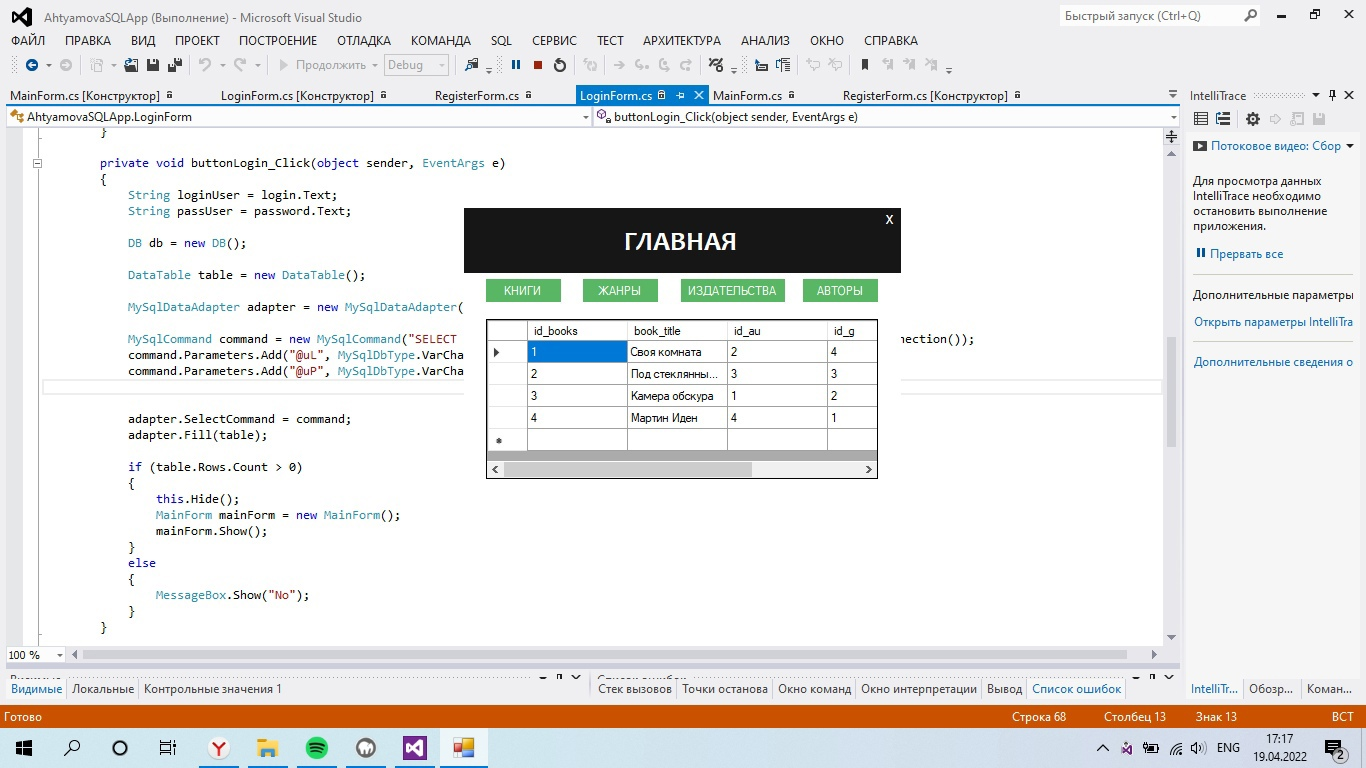 AhtyamovaSQLApp (Выполнение) - Microsoft Visual Studio
Быстрый запуск (Ctrl+Q)
ФАЙЛ ПРАВКА ВИД ПРОЕКТ ПОСТРОЕНИЕ ОТЛАДКА КОМАНДА SQL СЕРВИС ТЕСТ АРХИТЕКТУРА АНАЛИЗ ОКНО СПРАВКА
Продолжить Debug
MainForm.cs [Конструктор] LoginForm.cs [Конструктор] RegisterForm.cs LoginForm.cs MainForm.cs RegisterForm.cs [Конструктор]
AhtyamovaSQLApp.LoginForm buttonLogin_Click(object sender, EventArgs e)
}
private void buttonLogin_Click(object sender, EventArgs e)
{
String loginUser = login.Text;
String passUser = password.Text;
DB db = new DB();
DataTable table = new DataTable();
MySqlDataAdapter adapter = new MySqlDataAdapter(
MySqlCommand command = new MySqlCommand("SELECT nection());
command.Parameters.Add("@uL", MySqlDbType.VarCha
command.Parameters.Add("@uP", MySqlDbType.VarCha
adapter.SelectCommand = command;
adapter.Fill(table);
if (table.Rows.Count > 0)
{
this.Hide();
MainForm mainForm = new MainForm();
mainForm.Show();
}
else
{
MessageBox.Show("No");
}
}
X
ГЛАВНАЯ
КНИГИ ЖАНРЫ ИЗДАТЕЛЬСТВА АВТОРЫ
id_books book_title id_au id_g
1 Своя комната 2 4
2 Под стеклянны... 3 3
3 Камера обскура 1 2
4 Мартин Иден 4 1
IntelliTrace
Потоковое видео: Сбор
Для просмотра данных
IntelliTrace необходимо
остановить выполнение
приложения.
Прервать все
Дополнительные параметры
Открыть параметры IntelliTra
Дополнительные сведения о
100 %
Видимые Локальные Контрольные значения 1
Стек вызовов Точки останова Окно команд Окно интерпретации Вывод Список ошибок
IntelliTr... Обозр... Коман...
Готово Строка 68 Столбец 13 Знак 13 ВСТ
ENG
17:17
19.04.2022
2